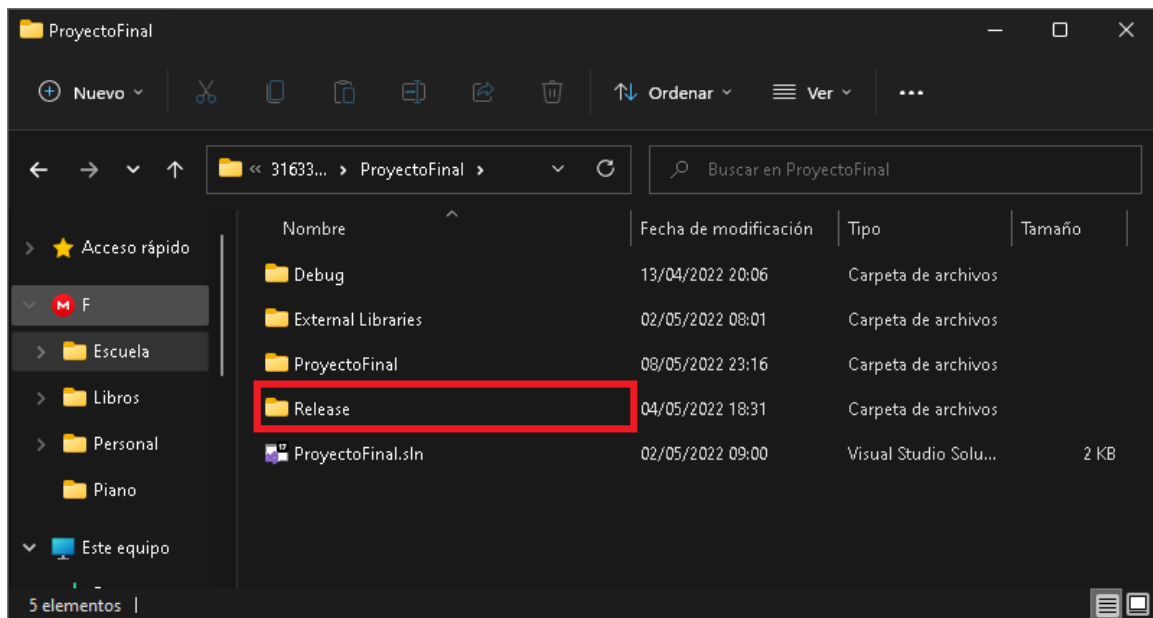 ProyectoFinal
Nuevo
Ordenar
Ver
« 31633... > ProyectoFinal >
Buscar en ProyectoFinal
Nombre Fecha de modificación Tipo Tamaño
Acceso rápido
Debug 13/04/2022 20:06 Carpeta de archivos
F
External Libraries 02/05/2022 08:01 Carpeta de archivos
Escuela
ProyectoFinal 08/05/2022 23:16 Carpeta de archivos
Libros
Release 04/05/2022 18:31 Carpeta de archivos
Personal
ProyectoFinal.sln 02/05/2022 09:00 Visual Studio Solu... 2 KB
Piano
Este equipo
5 elementos